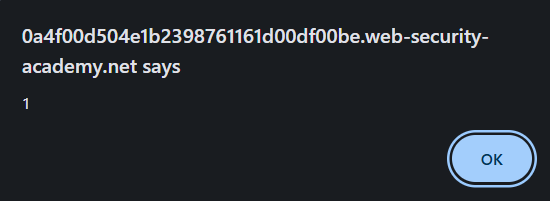 0a4f00d504e1b2398761161d00df00be.web-security-
academy.net says
1
OK